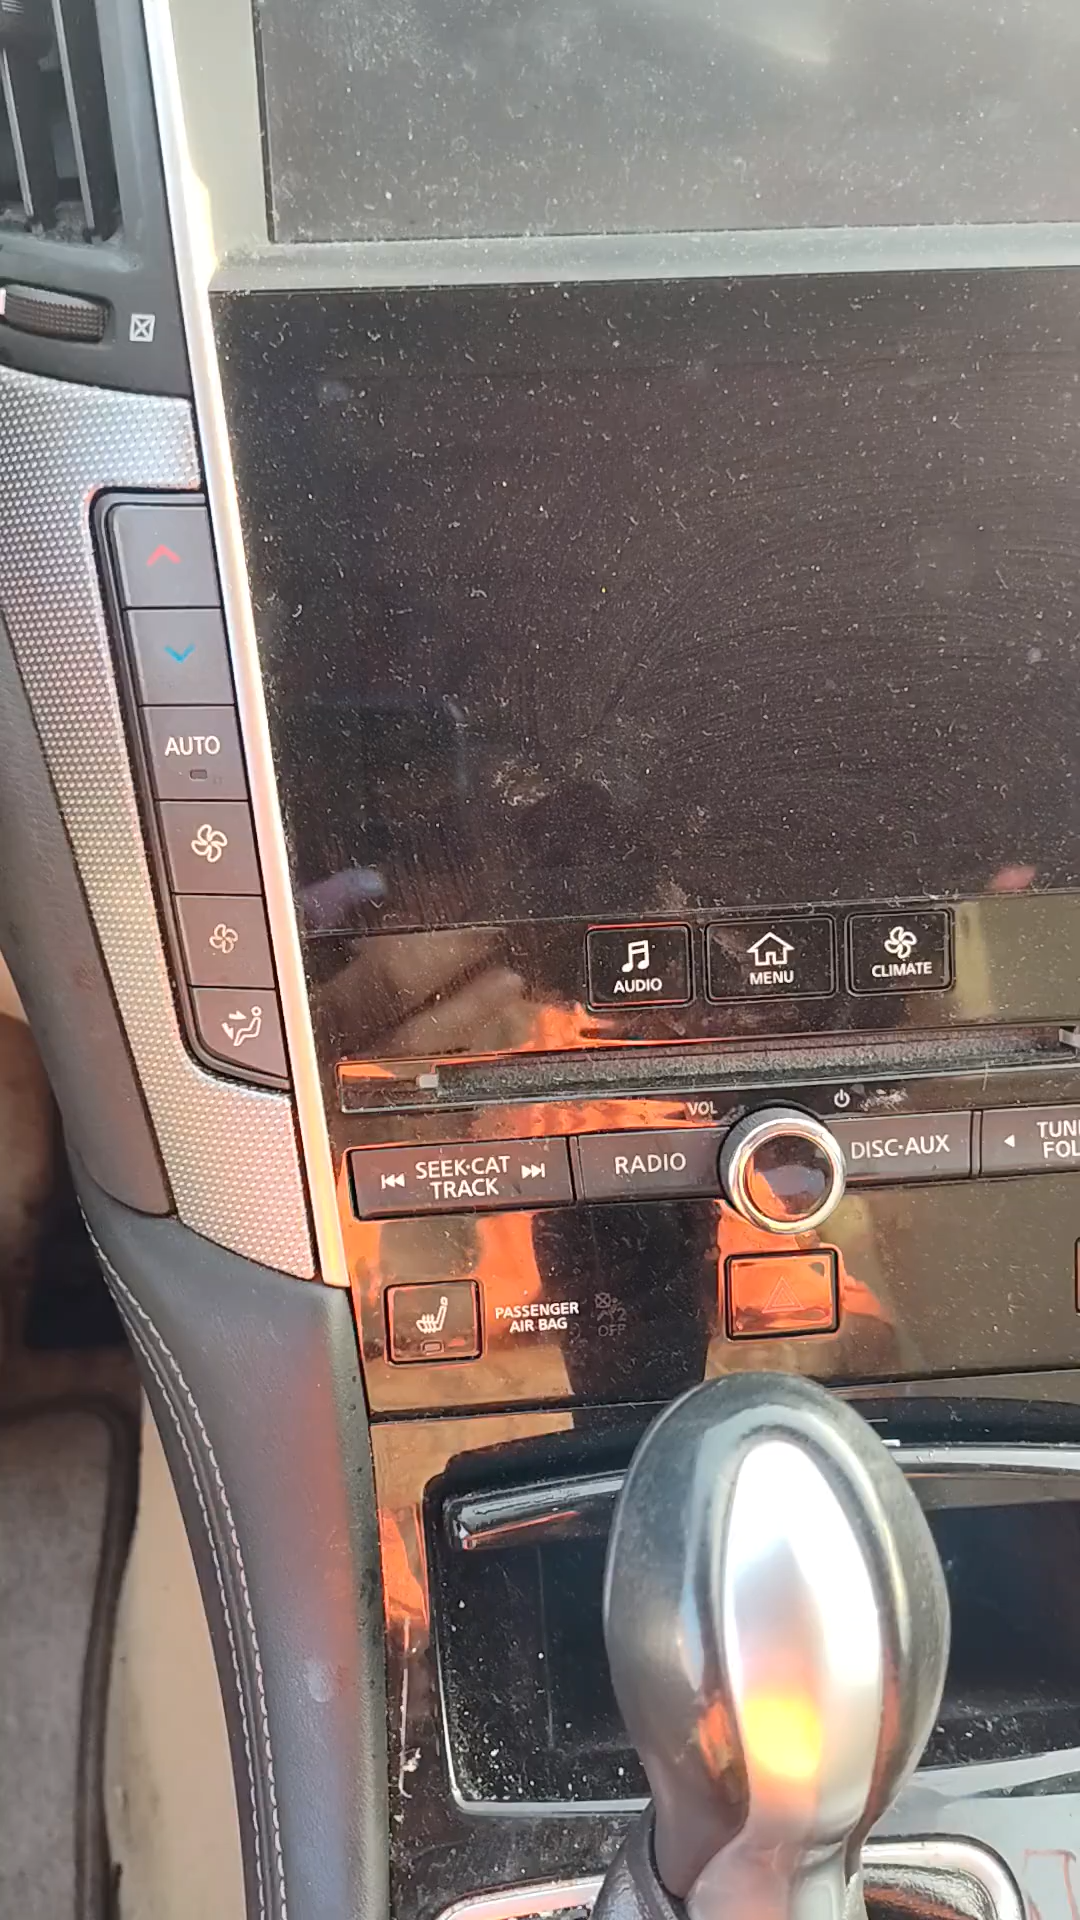 AUTO
AUDIO
MENU
CLIMATE
VOL
SEEK·CAT
TRACK
RADIO
DISC·AUX
PASSENGER
AIR BAG
OFF